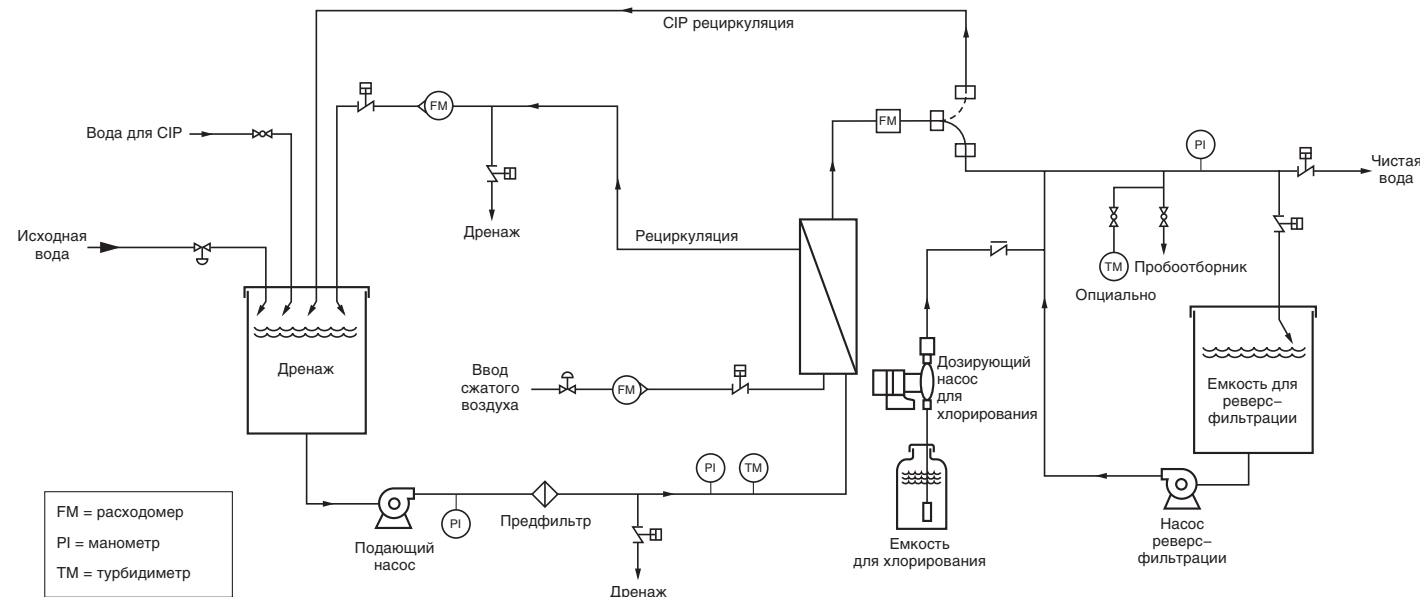 CIP рециркуляция
FM
Вода для CIP
FM
PI
Чистая
вода
Дренаж
Исходная
вода
Рециркуляция
TM
Пробоотборник
Опциально
Дренаж
Ввод
сжатого
воздуха
FM
Дозирующий
насос
для
хлорирования
Емкость для
реверс-
фильтрации
PI
TM
FM = расходомер
PI = манометр
TM = турбидиметр
PI
Предфильтр
Подающий
насос
Дренаж
Емкость
для хлорирования
Насос
реверс-
фильтрации